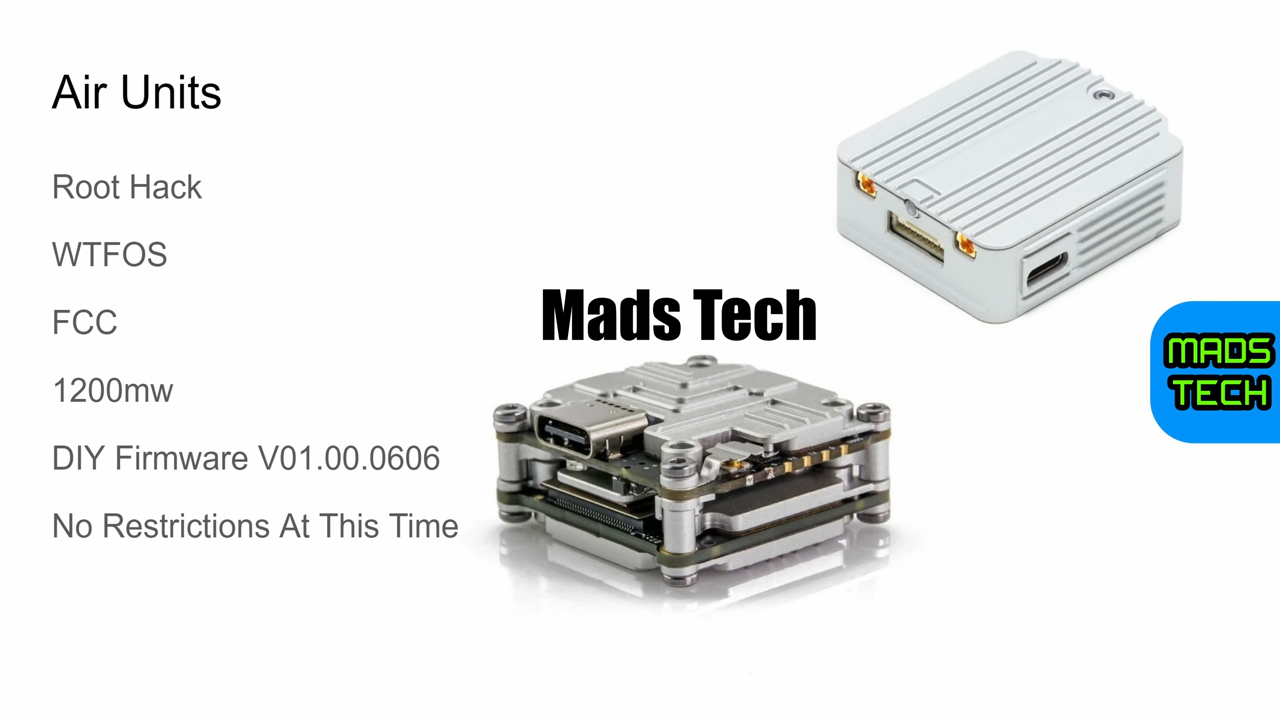 Air Units
Root Hack
WTFOS
FCC
1200mw
DIY Firmware V01.00.0606
No Restrictions At This Time
Mads Tech
MADS
TECH